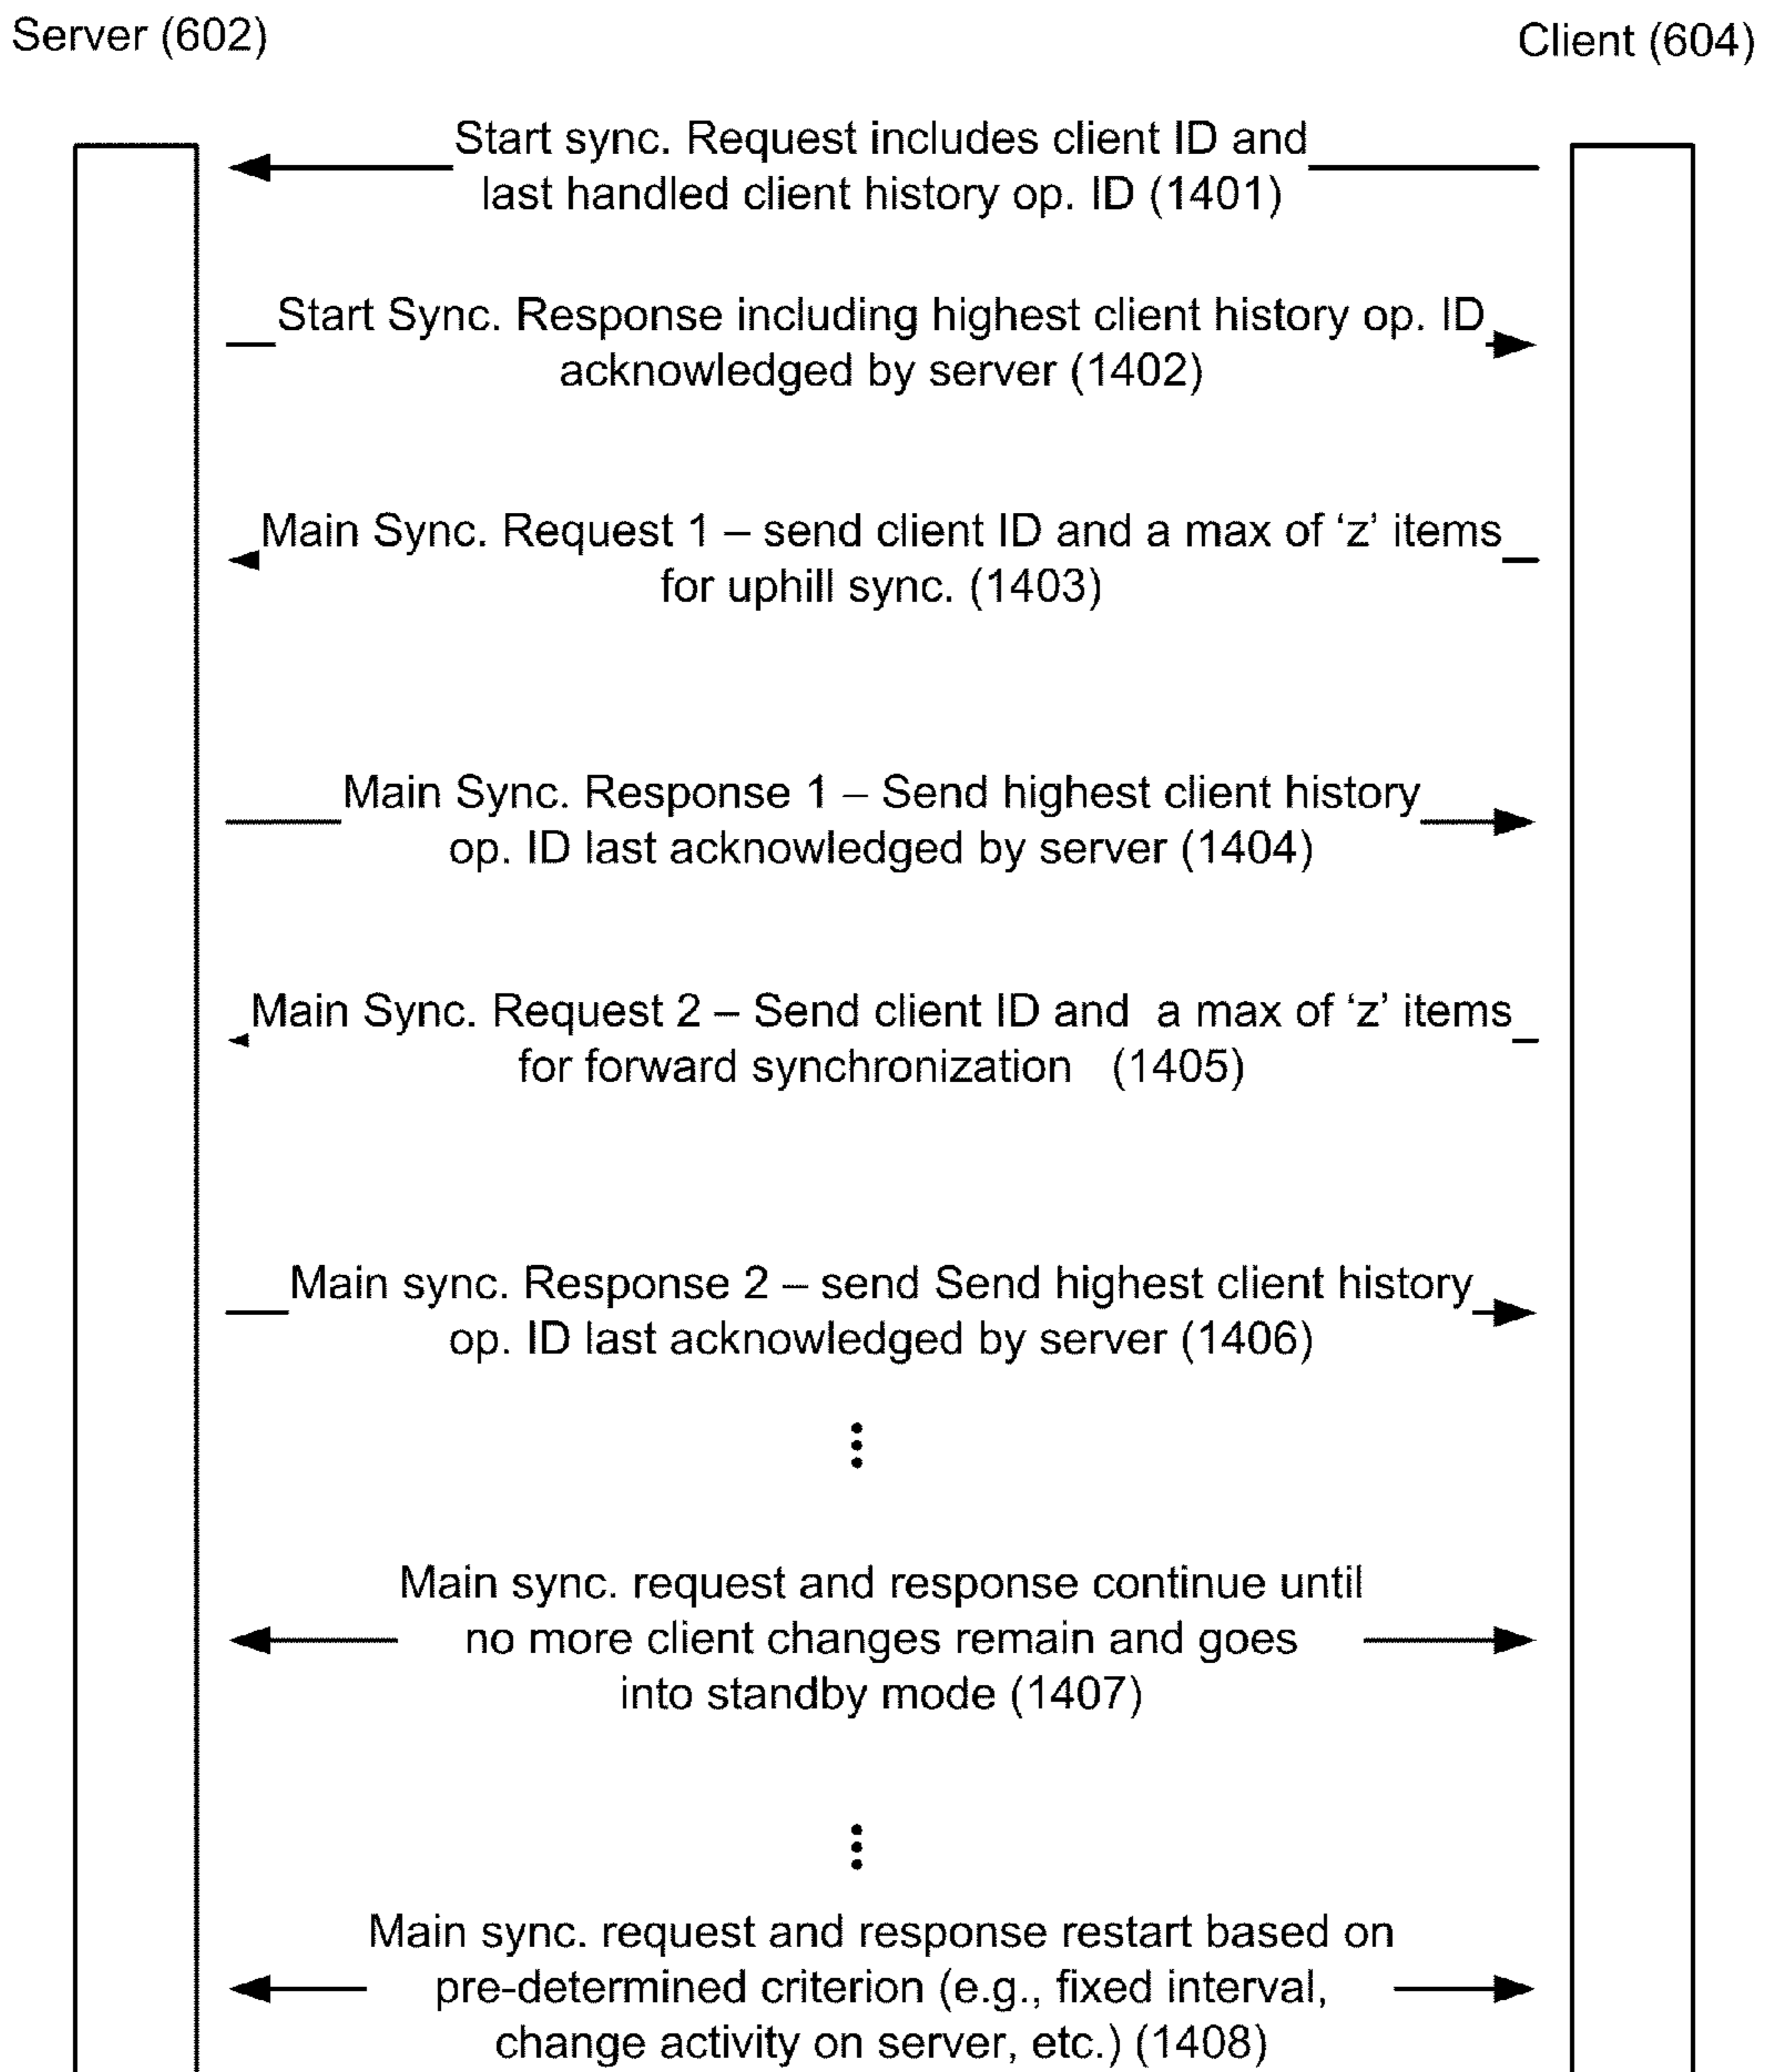 Server (602)
Client (604)
Start sync. Request includes client ID and
last handled client history op. ID (1401)
Start Sync. Response including highest client history op. ID
acknowledged by server (1402)
Main Sync. Request 1 – send client ID and a max of ‘z’ items
for uphill sync. (1403)
Main Sync. Response 1 – Send highest client history
op. ID last acknowledged by server (1404)
Main Sync. Request 2 – Send client ID and a max of ‘z’ items
for forward synchronization (1405)
Main sync. Response 2 – send Send highest client history
op. ID last acknowledged by server (1406)
Main sync. request and response continue until
no more client changes remain and goes
into standby mode (1407)
Main sync. request and response restart based on
pre-determined criterion (e.g., fixed interval,
change activity on server, etc.) (1408)